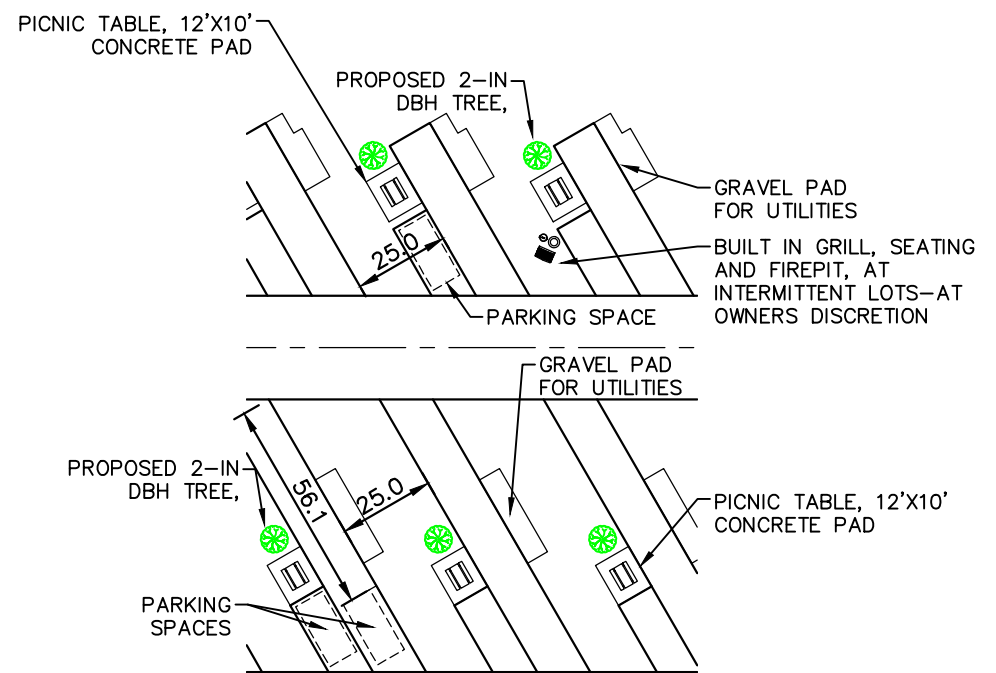 PICNIC TABLE, 12'X10'
CONCRETE PAD
PROPOSED 2-IN
DBH TREE,
GRAVEL PAD
FOR UTILITIES
25.0
BUILT IN GRILL, SEATING
AND FIREPIT, AT
INTERMITTENT LOTS-AT
OWNERS DISCRETION
PARKING SPACE
GRAVEL PAD
FOR UTILITIES
PROPOSED 2-IN
DBH TREE,
56.1
25.0
PICNIC TABLE, 12'X10'
CONCRETE PAD
PARKING
SPACES